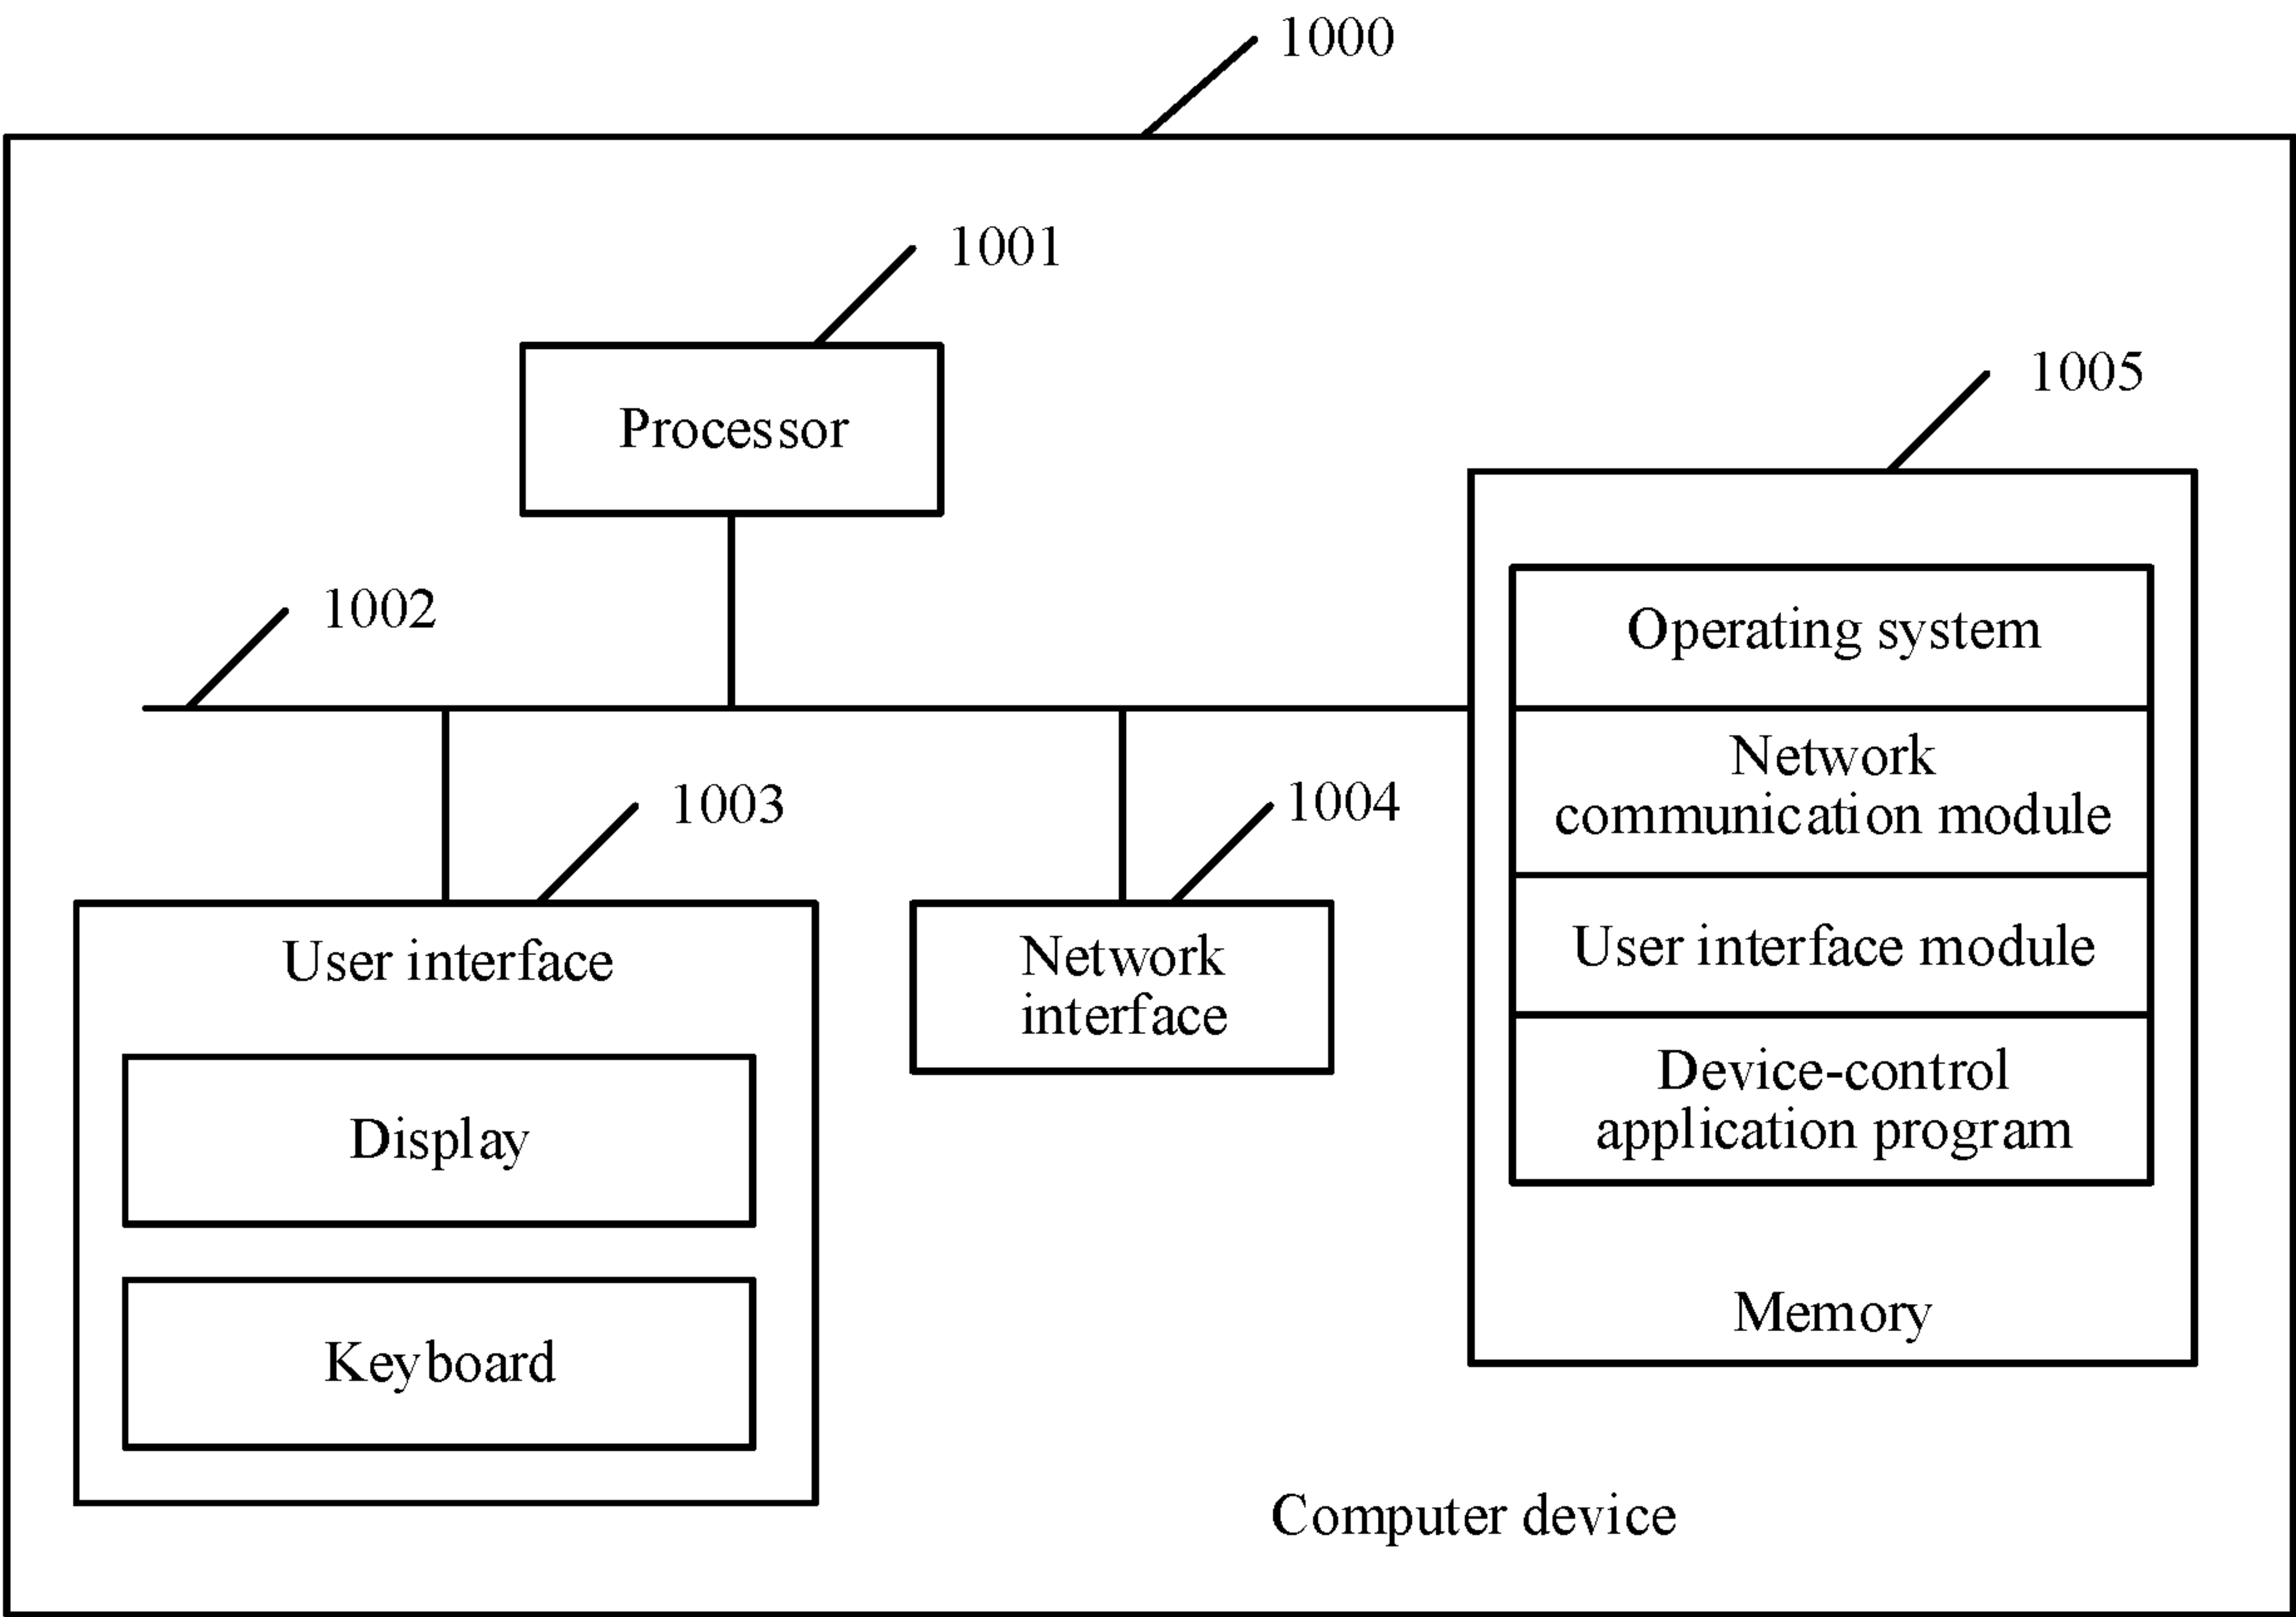 1000
1001
Processor
1005
1002
Operating system
Network
communication module
User interface module
Device-control
application program
Memory
1003
User interface
Display
Keyboard
1004
Network
interface
Computer device